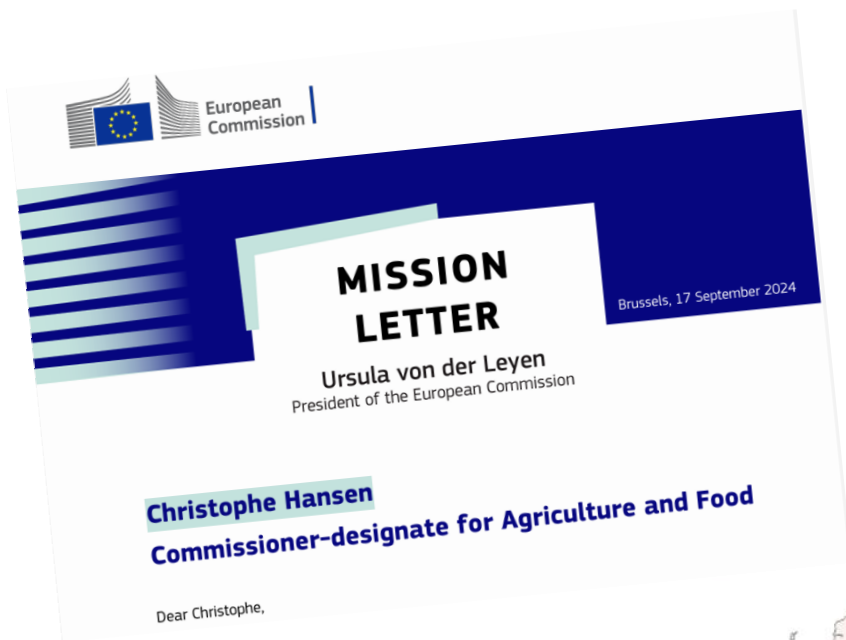 European
Commission
MISSION
LETTER
Brussels, 17 September 2024
Ursula von der Leyen
President of the European Commission
Christophe Hansen
Commissioner-designate for Agriculture and Food
Dear Christophe,